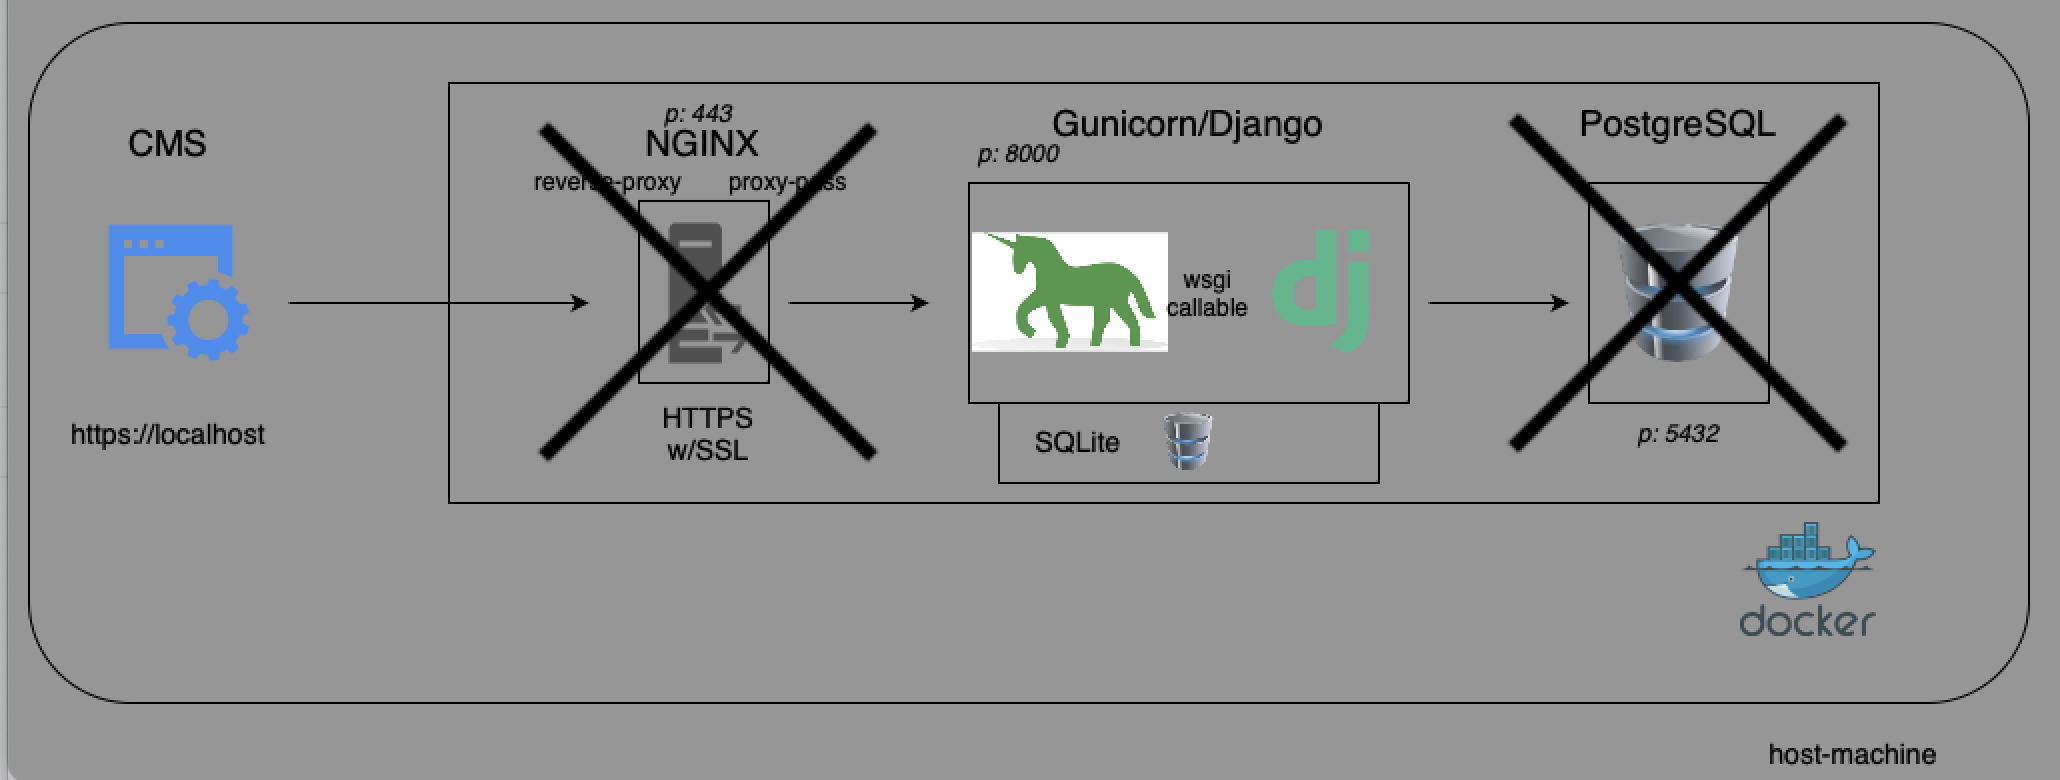 CMS
https://localhost
p: 443
NGINX
reverse-proxy proxy-pass
HTTPS
w/SSL
Gunicorn/Django
p: 8000
wsgi
callable
dj
SQLite
PostgreSQL
p: 5432
docker
host-machine